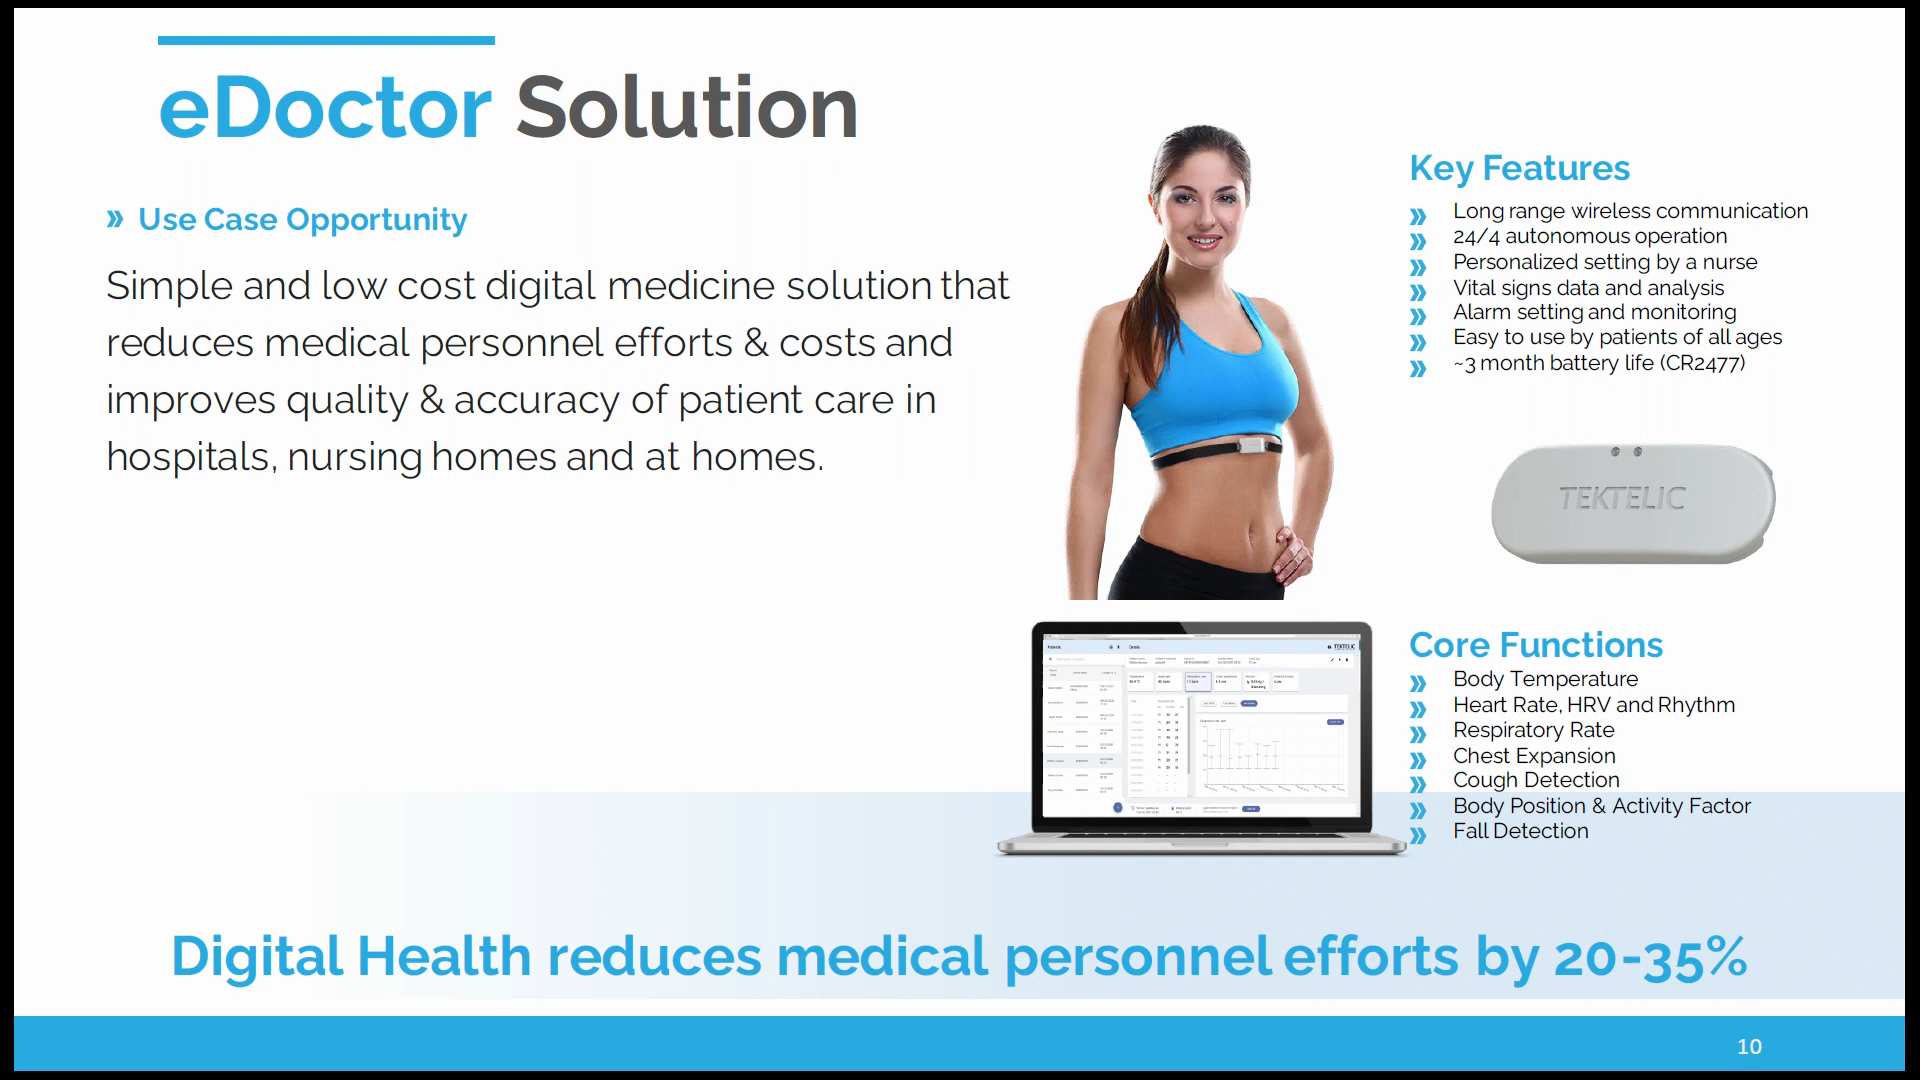 eDoctor Solution
» Use Case Opportunity
Simple and low cost digital medicine solution that
reduces medical personnel efforts & costs and
improves quality & accuracy of patient care in
hospitals, nursing homes and at homes.
Key Features
» Long range wireless communication
» 24/4 autonomous operation
» Personalized setting by a nurse
» Vital signs data and analysis
» Alarm setting and monitoring
» Easy to use by patients of all ages
» ~3 month battery life (CR2477)
TEKTELIC
TEKTELIC
Core Functions
» Body Temperature
» Heart Rate, HRV and Rhythm
» Respiratory Rate
» Chest Expansion
» Cough Detection
» Body Position & Activity Factor
» Fall Detection
Digital Health reduces medical personnel efforts by 20-35%
10